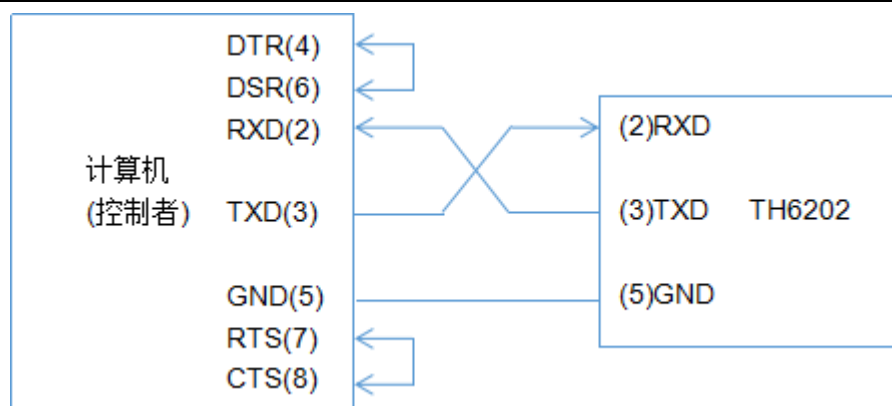 DTR(4)
DSR(6)
RXD(2)
计算机
(控制者)
TXD(3)
GND(5)
RTS(7)
CTS(8)
(2)RXD
(3)TXD TH6202
(5)GND